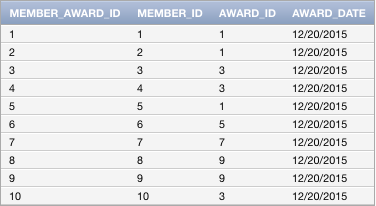 MEMBER_AWARD_ID MEMBER_ID AWARD_ID AWARD_DATE
1 1 1 12/20/2015
2 2 1 12/20/2015
3 3 3 12/20/2015
4 4 3 12/20/2015
5 5 1 12/20/2015
6 6 5 12/20/2015
7 7 7 12/20/2015
8 8 9 12/20/2015
9 9 9 12/20/2015
10 10 3 12/20/2015